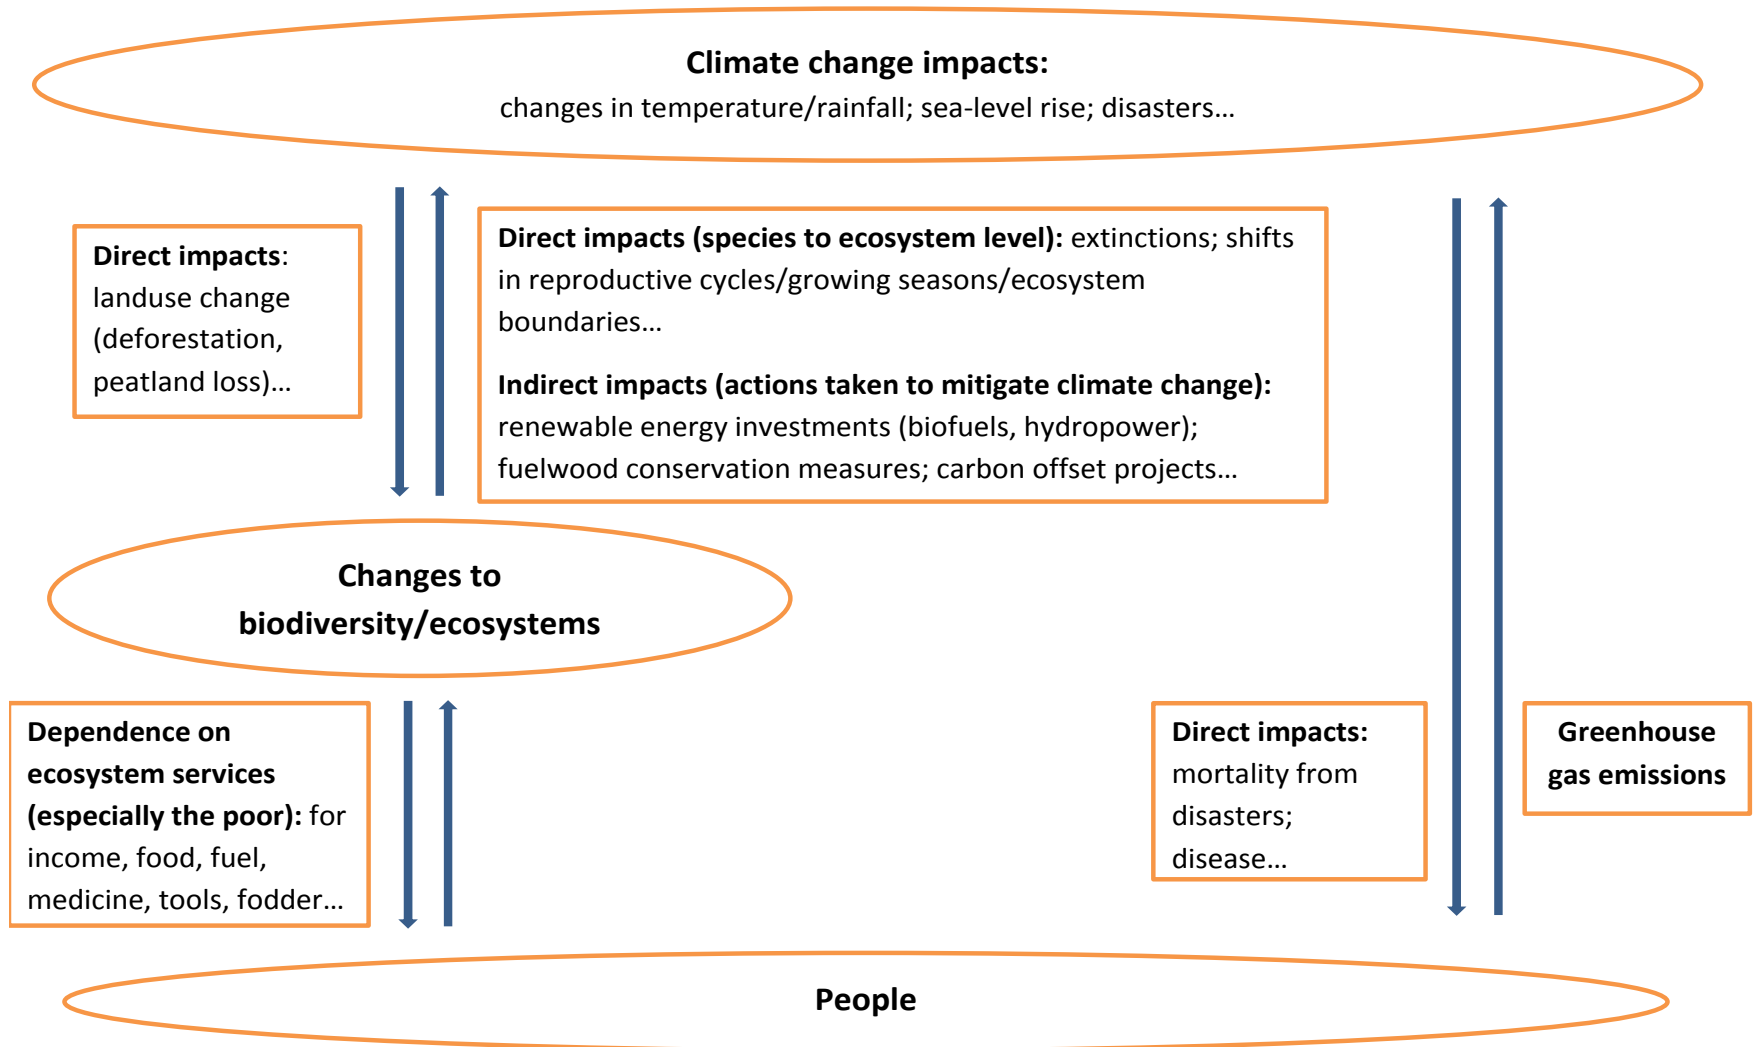 Climate change impacts:
changes in temperature/rainfall; sea-level rise; disasters…
Direct impacts:
landuse change
(deforestation,
peatland loss)…
Direct impacts (species to ecosystem level): extinctions; shifts
in reproductive cycles/growing seasons/ecosystem
boundaries…
Indirect impacts (actions taken to mitigate climate change):
renewable energy investments (biofuels, hydropower);
fuelwood conservation measures; carbon offset projects…
Changes to
biodiversity/ecosystems
Dependence on
ecosystem services
(especially the poor): for
income, food, fuel,
medicine, tools, fodder…
Direct impacts:
mortality from
disasters;
disease…
Greenhouse
gas emissions
People